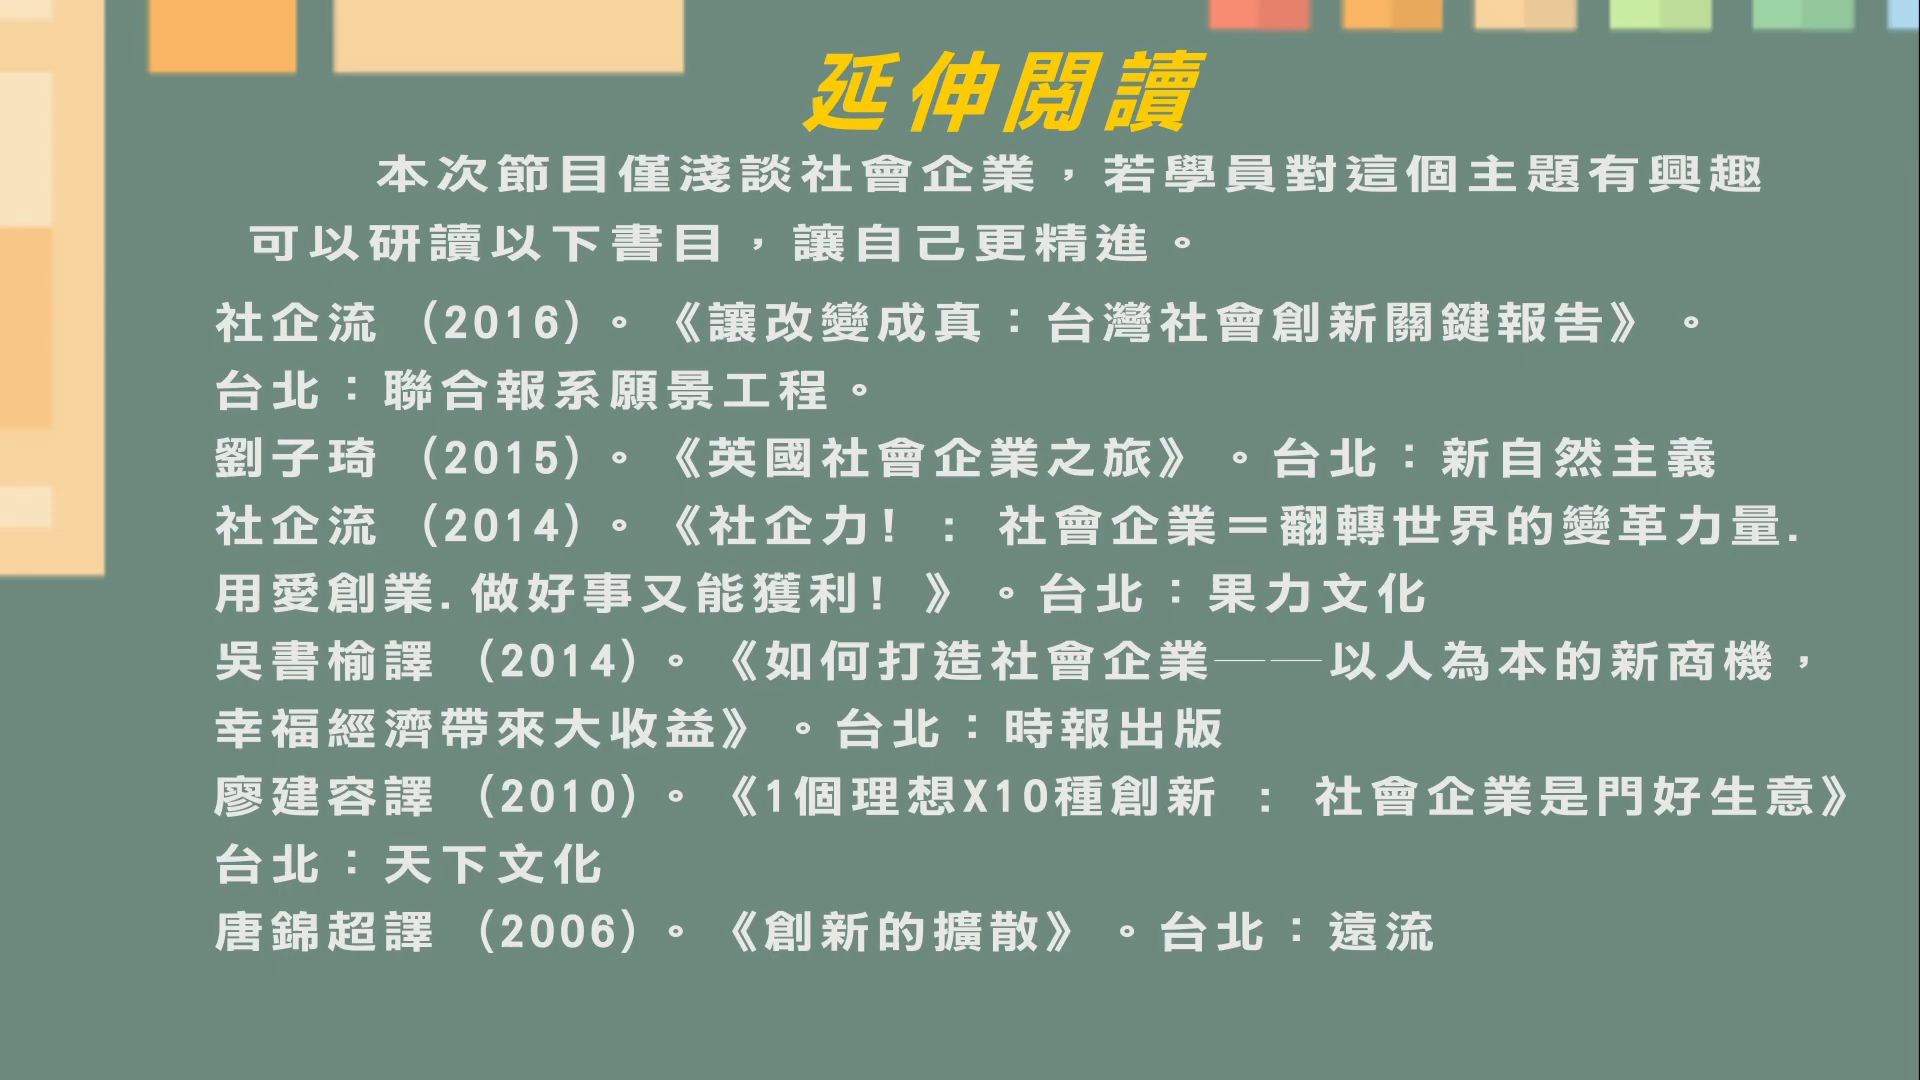 延伸閱讀
本次節目僅淺談社會企業，若學員對這個主題有興趣
可以研讀以下書目，讓自己更精進。
社企流（2016）。《讓改變成真：台灣社會創新關鍵報告》。
台北：聯合報系願景工程。
劉子琦（2015）。《英國社會企業之旅》。台北：新自然主義
社企流（2014）。《社企力！： 社會企業＝翻轉世界的變革力量.
用愛創業.做好事又能獲利！》。台北：果力文化
吳書榆譯（2014）。《如何打造社會企業──以人為本的新商機，
幸福經濟帶來大收益》。台北：時報出版
廖建容譯（2010）。《1個理想X10種創新 ： 社會企業是門好生意》
台北：天下文化
唐錦超譯（2006）。《創新的擴散》。台北：遠流